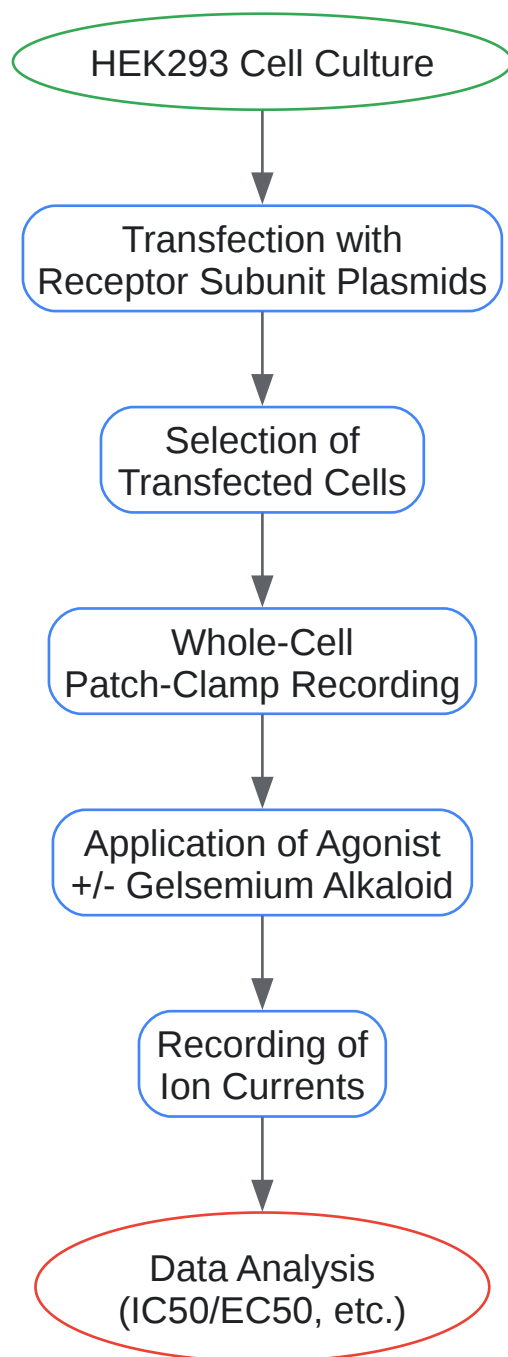 HEK293 Cell Culture
Transfection with
Receptor Subunit Plasmids
Selection of
Transfected Cells
Whole-Cell
Patch-Clamp Recording
Application of Agonist
+/- Gelsemium Alkaloid
Recording of
Ion Currents
Data Analysis
(IC50/EC50, etc.)